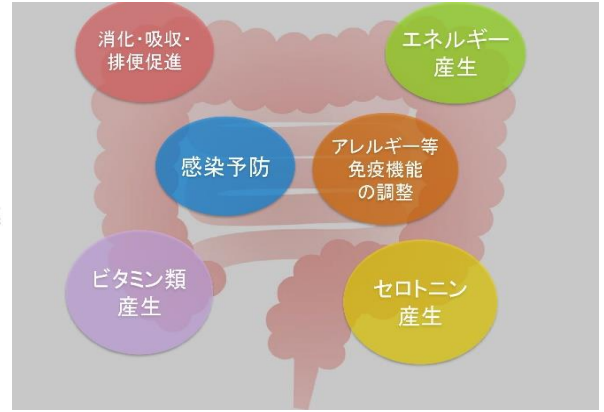 消化・吸収・
排便促進
エネルギー
産生
感染予防
アレルギー等
免疫機能
の調整
ビタミン類
産生
セロトニン
産生